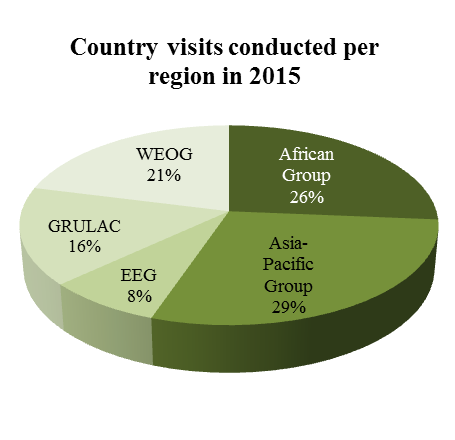 Country visits conducted per
region in 2015
African
Group
26%
Asia-
Pacific
Group
29%
EEG
8%
GRULAC
16%
WEOG
21%